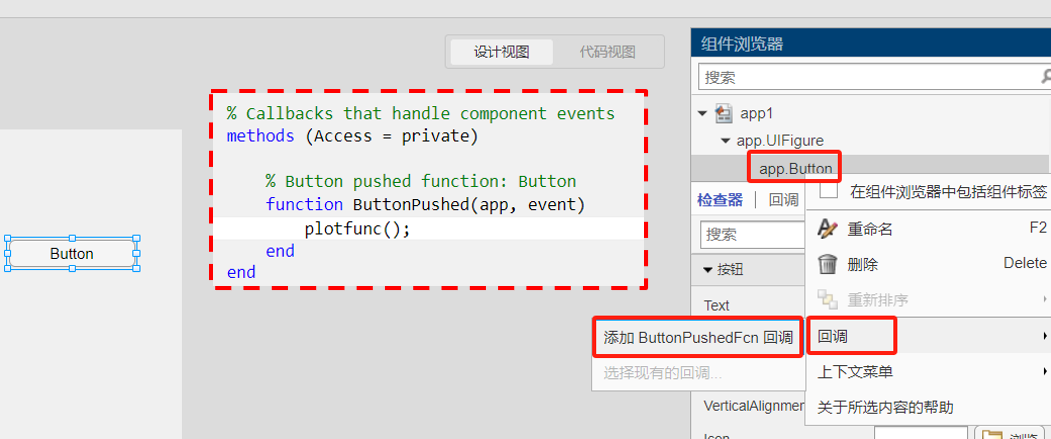 设计视图 代码视图
组件浏览器
搜索
app1
app.UIFigure
app.Button
% Callbacks that handle component events
methods (Access = private)
% Button pushed function: Button
function ButtonPushed(app, event)
plotfunc();
end
end
Button
检查器 回调
搜索
按钮
Text
在组件浏览器中包括组件标签
重命名 F2
删除 Delete
重新排序
回调
上下文菜单
关于所选内容的帮助
添加 ButtonPushedFcn 回调
选择现有的回调...
VerticalAlignmen
Icon
浏览